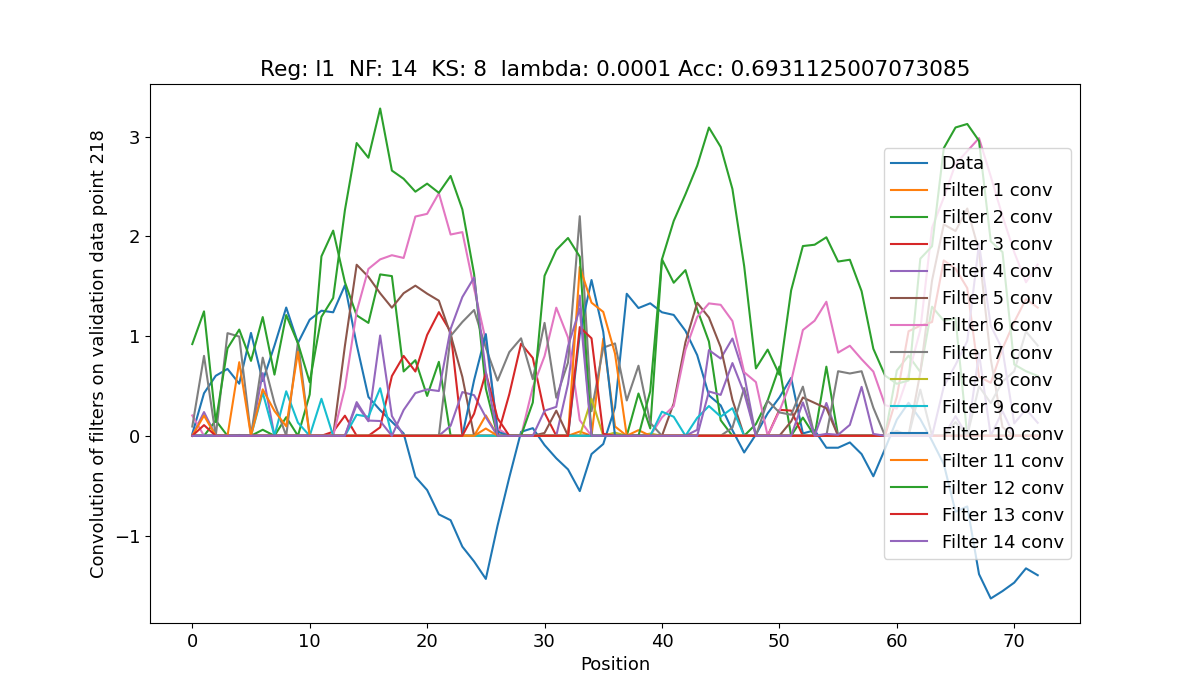 Reg: l1  NF: 14  KS: 8  lambda: 0.0001 Acc: 0.6931125007073085
Convolution of filters on validation data point 218
3
2
1
0
−1
0 10 20 30 40 50 60 70
Position
Data
Filter 1 conv
Filter 2 conv
Filter 3 conv
Filter 4 conv
Filter 5 conv
Filter 6 conv
Filter 7 conv
Filter 8 conv
Filter 9 conv
Filter 10 conv
Filter 11 conv
Filter 12 conv
Filter 13 conv
Filter 14 conv